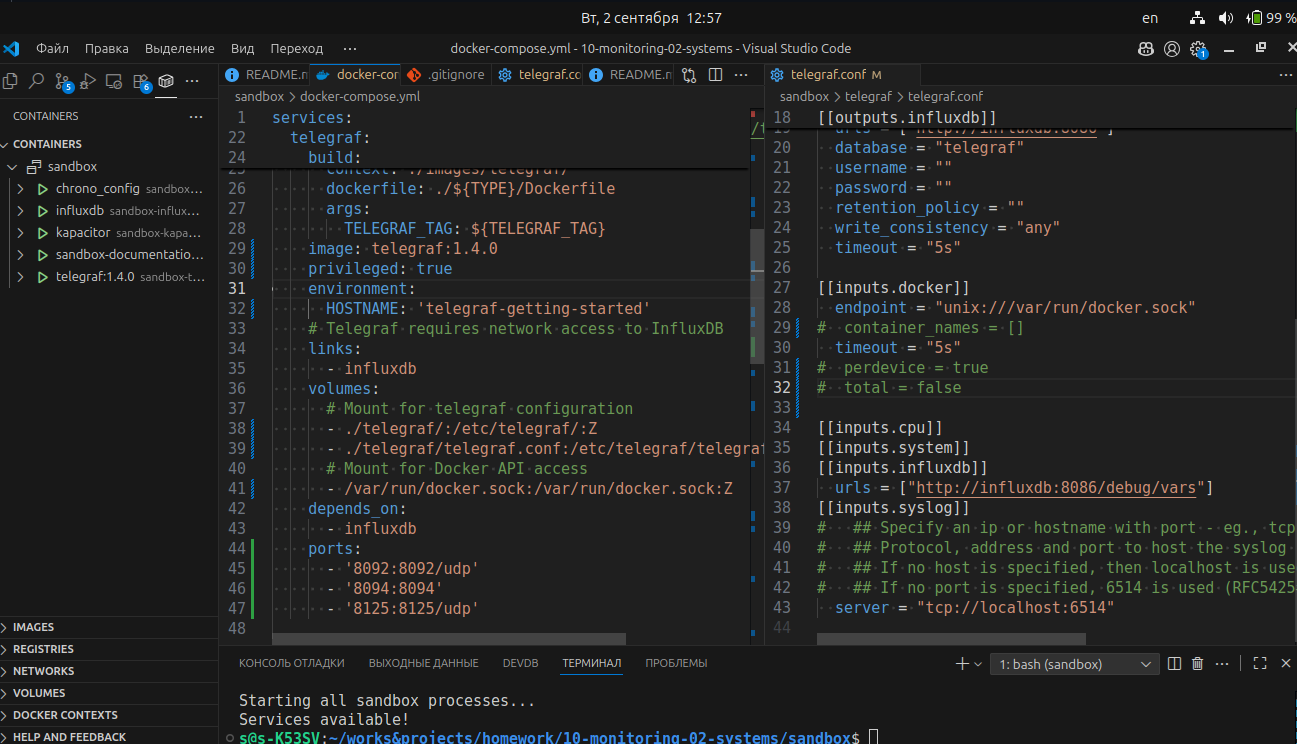 Вт, 2 сентября 12:57
en
99 %
Файл Правка Выделение Вид Переход ...
docker-compose.yml - 10-monitoring-02-systems - Visual Studio Code
1
5
6
README.n
docker-cor
.gitignore
telegraf.cc
README.n
telegraf.conf M
CONTAINERS
sandbox > docker-compose.yml
sandbox > telegraf > telegraf.conf
CONTAINERS
sandbox
chrono_config sandbox...
influxdb sandbox-influx...
kapacitor sandbox-kapa...
sandbox-documentatio...
telegraf:1.4.0 sandbox-t...
IMAGES
REGISTRIES
NETWORKS
VOLUMES
DOCKER CONTEXTS
HELP AND FEEDBACK
1 services:
22 telegraf:
24 build:
25 context: ./images/telegraf/
26 dockerfile: ./${TYPE}/Dockerfile
27 args:
28 TELEGRAF_TAG: ${TELEGRAF_TAG}
29 image: telegraf:1.4.0
30 privileged: true
31 environment:
32 HOSTNAME: 'telegraf-getting-started'
33 # Telegraf requires network access to InfluxDB
34 links:
35 - influxdb
36 volumes:
37 # Mount for telegraf configuration
38 - ./telegraf/:/etc/telegraf/:Z
39 - ./telegraf/telegraf.conf:/etc/telegraf/telegraf
40 # Mount for Docker API access
41 - /var/run/docker.sock:/var/run/docker.sock:Z
42 depends_on:
43 - influxdb
44 ports:
45 - '8092:8092/udp'
46 - '8094:8094'
47 - '8125:8125/udp'
48
18 [[outputs.influxdb]]
19 urls = ["http://influxdb:8086"]
20 database = "telegraf"
21 username = ""
22 password = ""
23 retention_policy = ""
24 write_consistency = "any"
25 timeout = "5s"
26
27 [[inputs.docker]]
28 endpoint = "unix:///var/run/docker.sock"
29 # container_names = []
30 timeout = "5s"
31 # perdevice = true
32 # total = false
33
34 [[inputs.cpu]]
35 [[inputs.system]]
36 [[inputs.influxdb]]
37 urls = ["http://influxdb:8086/debug/vars"]
38 [[inputs.syslog]]
39 # ## Specify an ip or hostname with port - eg., tcp
40 # ## Protocol, address and port to host the syslog
41 # ## If no host is specified, then localhost is use
42 # ## If no port is specified, 6514 is used (RFC5425
43 server = "tcp://localhost:6514"
44
КОНСОЛЬ ОТЛАДКИ ВЫХОДНЫЕ ДАННЫЕ DEVDB ТЕРМИНАЛ ПРОБЛЕМЫ
1: bash (sandbox)
Starting all sandbox processes...
Services available!
s@s-K53SV:~/works&projects/homework/10-monitoring-02-systems/sandbox$